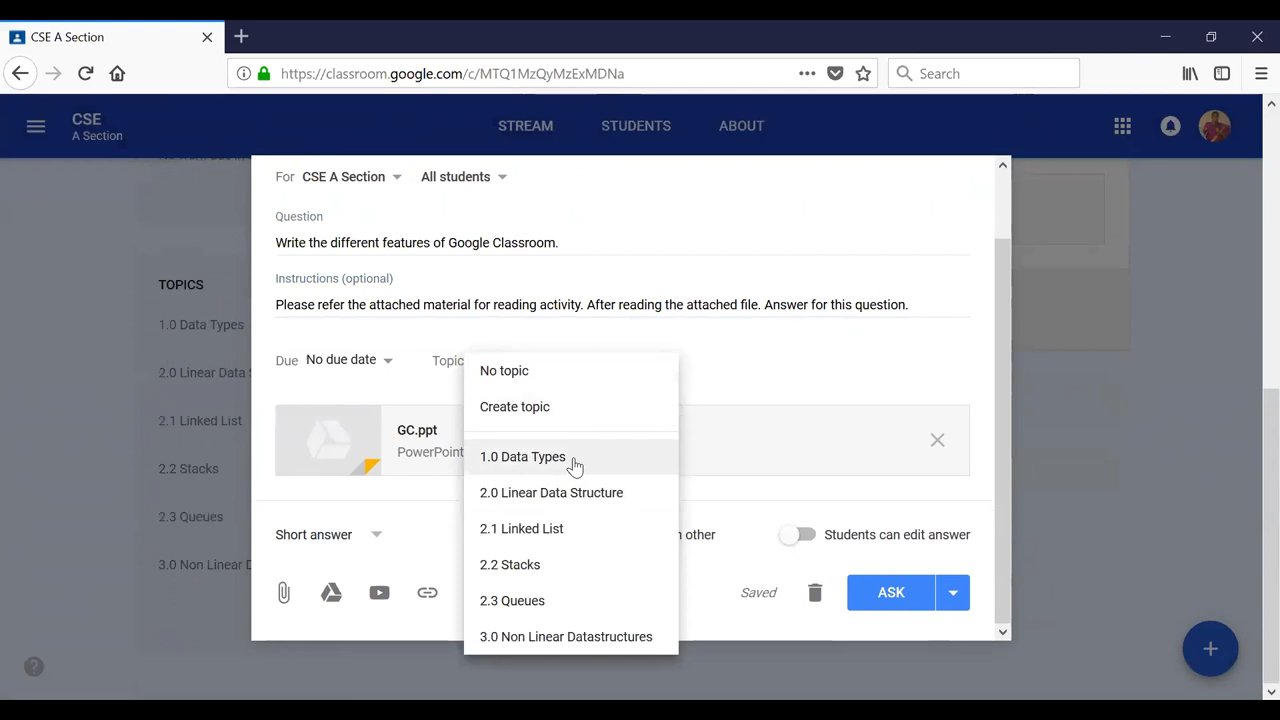 CSE A Section
https://classroom.google.com/c/MTQ1MzQyMzExMDNa
Search
CSE
A Section
STREAM
STUDENTS
ABOUT
For CSE A Section All students
Question
Write the different features of Google Classroom.
Instructions (optional)
Please refer the attached material for reading activity. After reading the attached file. Answer for this question.
Due No due date Topic
No topic
Create topic
1.0 Data Types
2.0 Linear Data Structure
2.1 Linked List
2.2 Stacks
2.3 Queues
3.0 Non Linear Datastructures
GC.ppt
PowerPoint
Short answer
other
Students can edit answer
Saved
ASK
TOPICS
1.0 Data Types
2.0 Linear Data
2.1 Linked List
2.2 Stacks
2.3 Queues
3.0 Non Linear